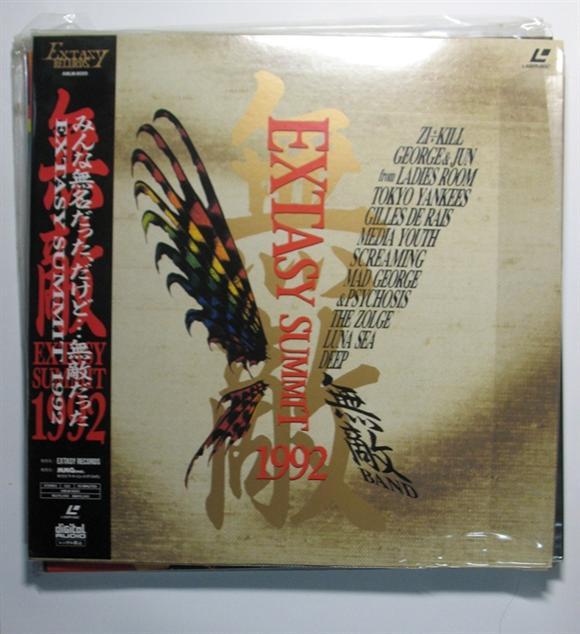 EXTASY
RECORDS
無敵
みんな無名だった、だけど…無敵だった
EXTASY SUMMIT 1992
EXTASY
SUMMIT
1992
EXTASY RECORDS
STEREO
digital
AUDIO
無敵
EXTASY SUMMIT 1992
LASERDISC
ZI:KILL
GEORGE & JUN
from LADIES ROOM
TOKYO YANKEES
GILLES DE RAIS
MEDIA YOUTH
SCREAMING
MAD GEORGE
& PSYCHOSIS
THE ZOLGE
LUNA SEA
DEEP
無敵
BAND